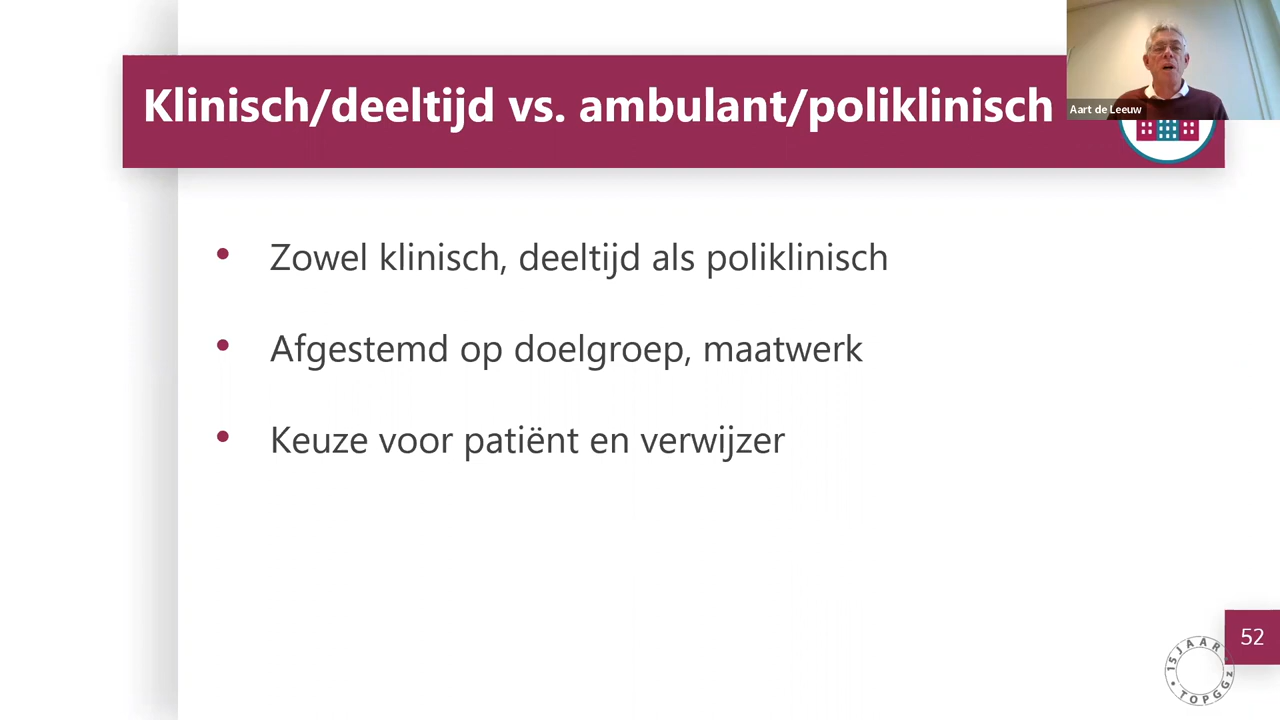 Klinisch/deeltijd vs. ambulant/poliklinisch
Aart de Leeuw
• Zowel klinisch, deeltijd als poliklinisch
• Afgestemd op doelgroep, maatwerk
• Keuze voor patiënt en verwijzer
52
15 JAAR • TOPGGz